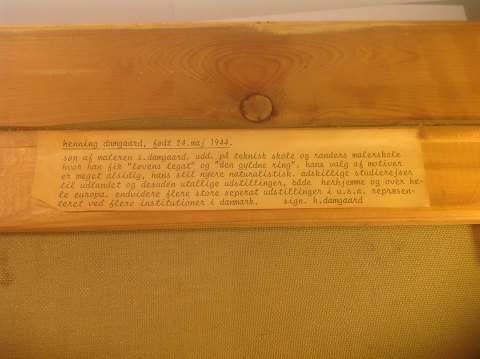 henning damgaard, født 24.maj 1944.
søn af maleren s.damgaard. udd. på teknisk skole og randers malerskole
hvor han fik "løvens legat" og "den gyldne ring". hans valg af motiver
er meget alsidig, hans stil nyere naturalistisk. adskillige studierejser
til udlandet og desuden utallige udstillinger, både herhjemme og over he-
le europa. endvidere flere store seperat udstillinger i u.s.a. repræsen-
teret ved flere institutioner i danmark. sign. h.damgaard